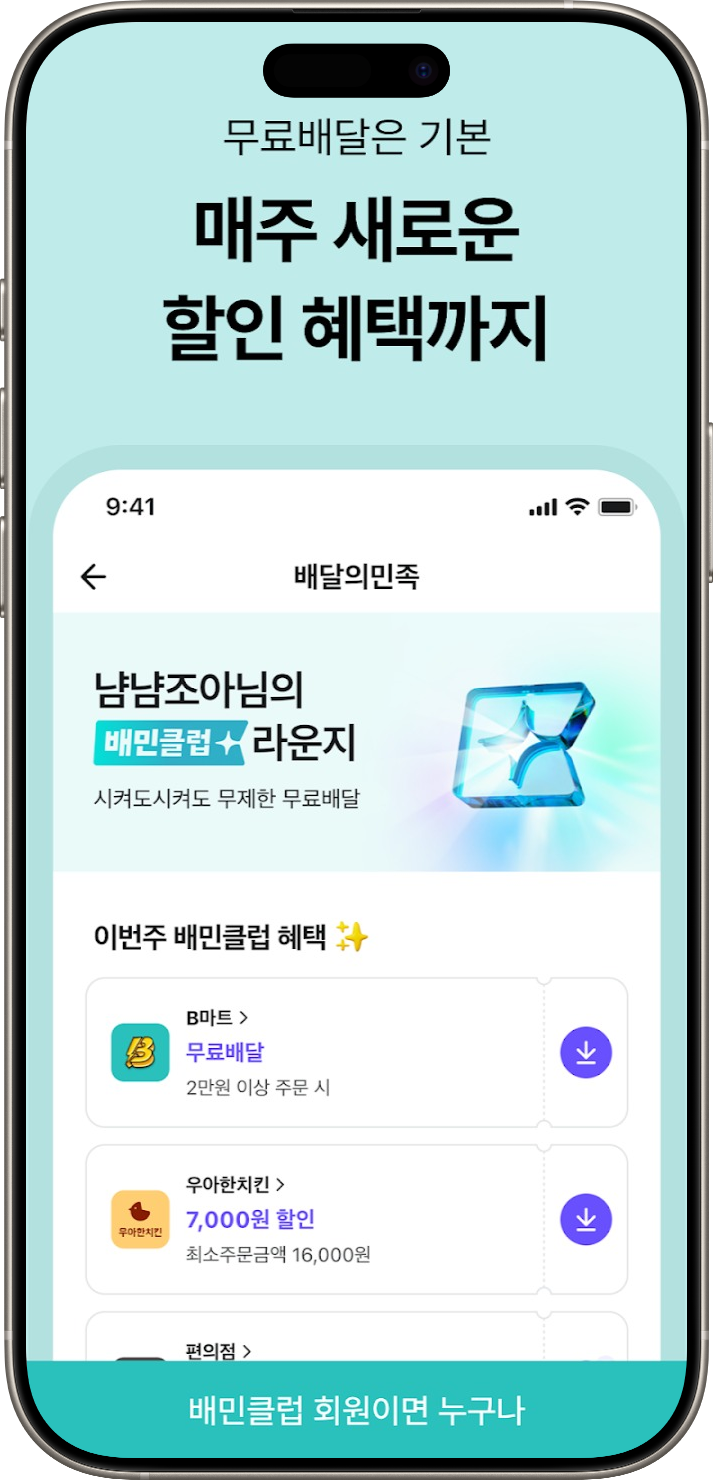 무료배달은 기본
매주 새로운
할인 혜택까지
9:41
배달의민족
냠냠조아님의
배민클럽 라운지
시켜도시켜도 무제한 무료배달
이번주 배민클럽 혜택 ✨
B마트 >
무료배달
2만원 이상 주문 시
B
우아한치킨 >
7,000원 할인
최소주문금액 16,000원
우아한치킨
편의점 >
배민클럽 회원이면 누구나